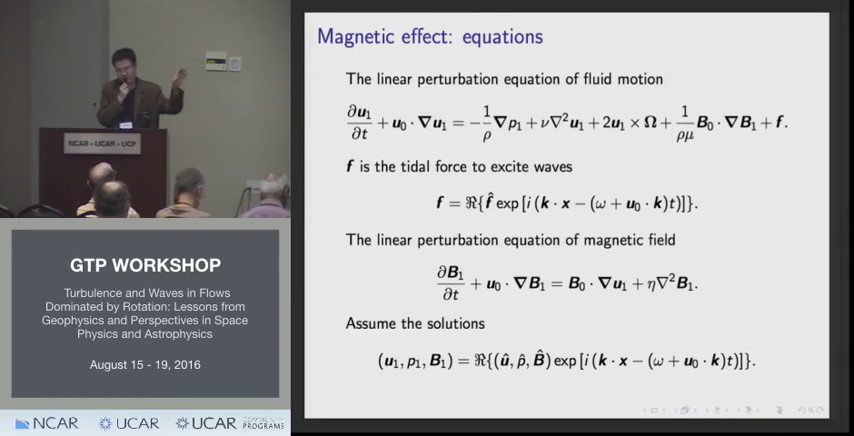 NCAR - UCAR - UCP
GTP WORKSHOP
Turbulence and Waves in Flows
Dominated by Rotation: Lessons from
Geophysics and Perspectives in Space
Physics and Astrophysics
August 15 - 19, 2016
NCAR UCAR UCAR PROGRAMS
Magnetic effect: equations
The linear perturbation equation of fluid motion
∂u₁/∂t + u₀ · ∇u₁ = −1/ρ ∇p₁ + ν∇²u₁ + 2u₁ × Ω + 1/ρμ B₀ · ∇B₁ + f.
f is the tidal force to excite waves
f = ℜ{f̂ exp [i (k · x − (ω + u₀ · k)t)]}.
The linear perturbation equation of magnetic field
∂B₁/∂t + u₀ · ∇B₁ = B₀ · ∇u₁ + η∇²B₁.
Assume the solutions
(u₁, p₁, B₁) = ℜ{(û, p̂, B̂) exp [i (k · x − (ω + u₀ · k)t)]}.